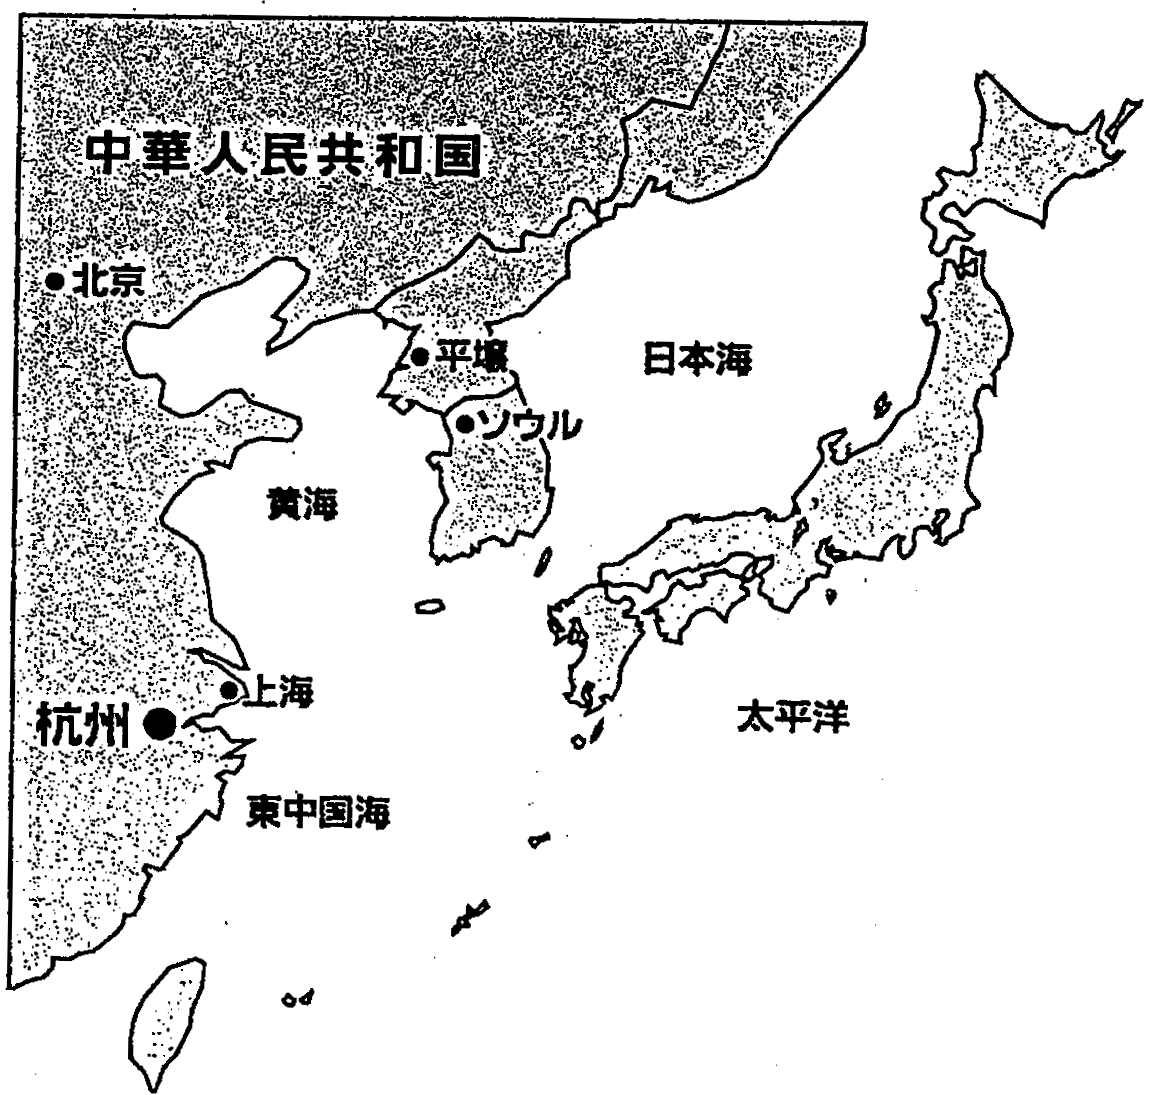 中華人民共和国
北京
平壌
日本海
ソウル
黄海
上海
杭州
太平洋
東中国海